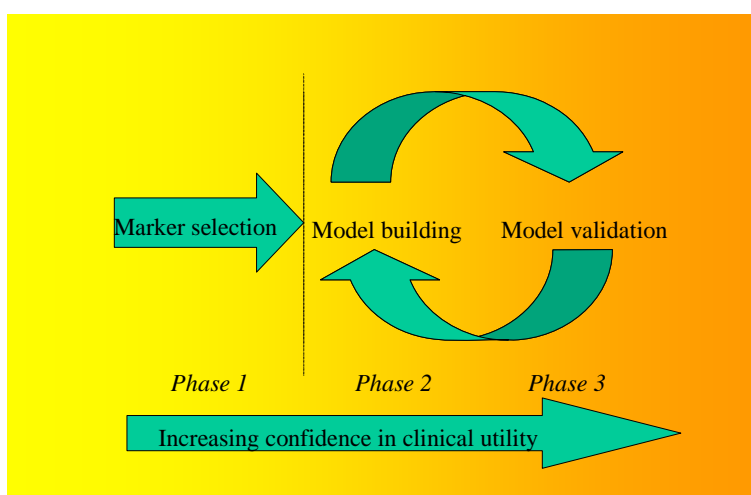 Marker selection
Model building
Model validation
Phase 1
Phase 2
Phase 3
Increasing confidence in clinical utility